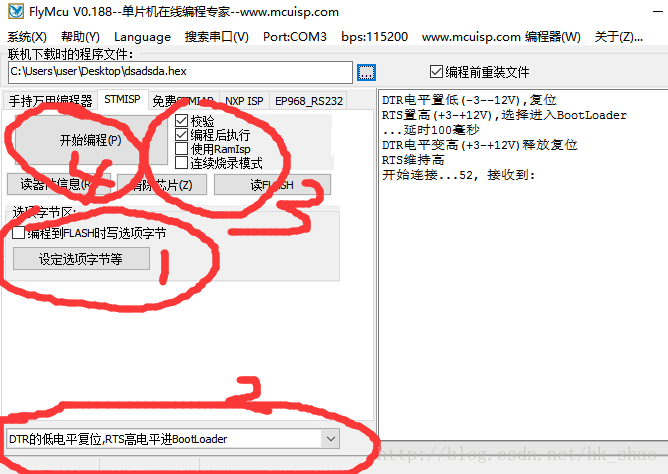 FlyMcu V0.188--单片机在线编程专家--www.mcuisp.com
系统(X) 帮助(Y) Language 搜索串口(V) Port:COM3 bps:115200 www.mcuisp.com 编程器(W) 关于(Z)...
联机下载时的程序文件:
C:\Users\user\Desktop\dsadsda.hex
... 编程前重装文件
手持万用编程器 STMISP 免费STMIAP NXP ISP EP968_RS232
开始编程(P)
校验
编程后执行
使用RamIsp
连续烧录模式
4
3
读器件信息(R) 清除芯片(Z) 读FLASH
选项字节区:
编程到FLASH时写选项字节
设定选项字节等
1
2
DTR的低电平复位,RTS高电平进BootLoader
DTR电平置低(-3--12V),复位
RTS置高(+3-+12V),选择进入BootLoader
...延时100毫秒
DTR电平变高(+3-+12V)释放复位
RTS维持高
开始连接...52, 接收到:
http://blog.csdn.net/hk_shao